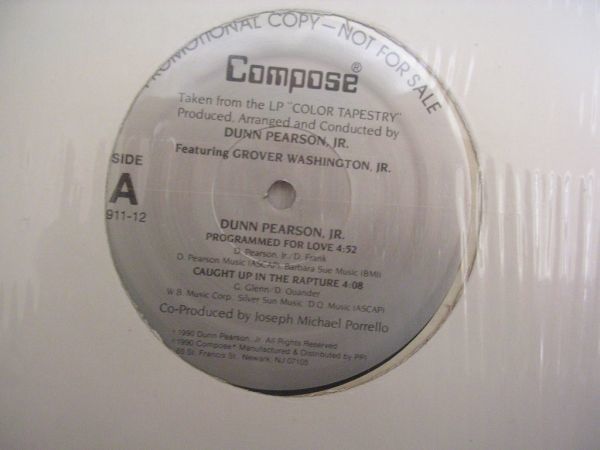 PROMOTIONAL COPY — NOT FOR SALE
Compose®
Taken from the LP "COLOR TAPESTRY"
Produced, Arranged and Conducted by
DUNN PEARSON, JR.
Featuring GROVER WASHINGTON, JR.
SIDE
A
911-12
DUNN PEARSON, JR.
PROGRAMMED FOR LOVE 4:52
D. Pearson, Jr./D. Frank
D. Pearson Music (ASCAP), Barbara Sue Music (BMI)
CAUGHT UP IN THE RAPTURE 4:08
G. Glenn/D. Quander
W.B. Music Corp., Silver Sun Music, D.Q. Music (ASCAP)
Co-Produced by Joseph Michael Porrello
1990 Dunn Pearson, Jr. All Rights Reserved
1990 Compose® Manufactured & Distributed by PPI
St. Francis St. Newark, NJ 07105